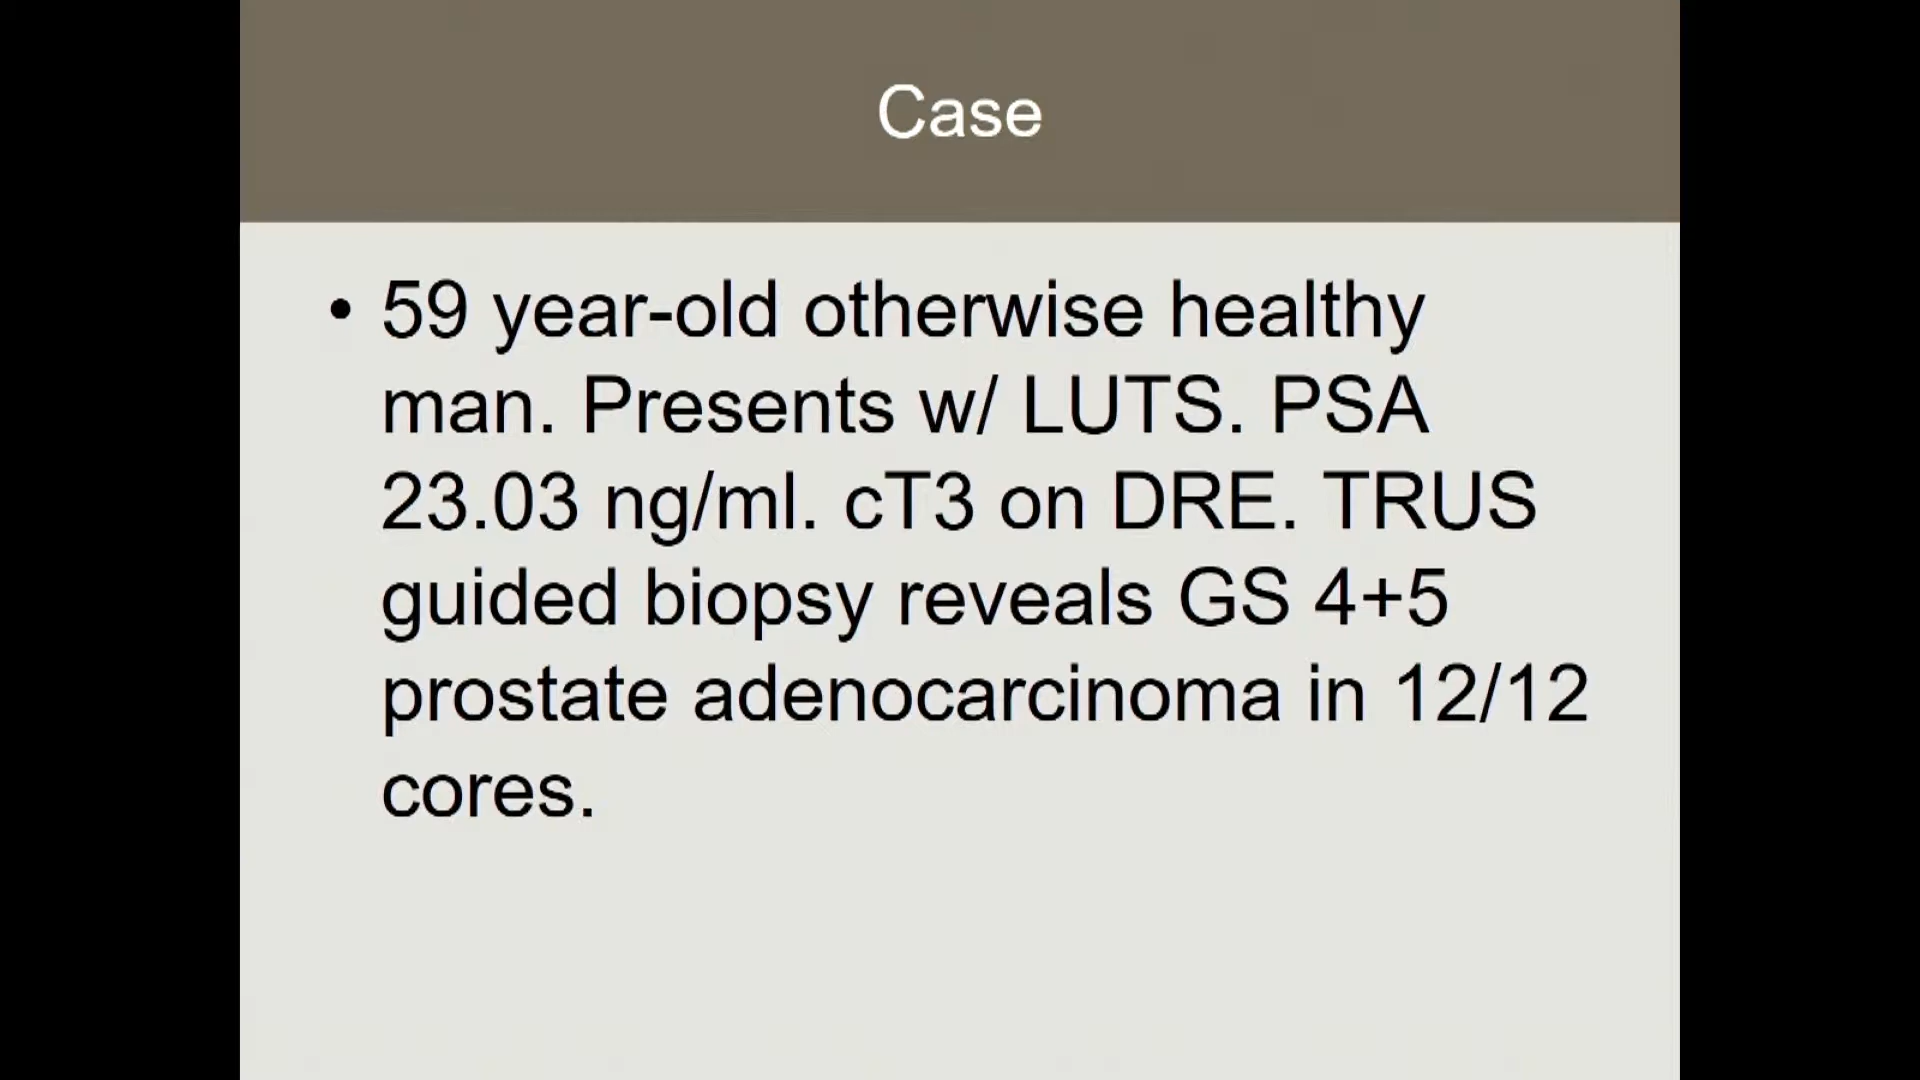 Case
• 59 year-old otherwise healthy
man. Presents w/ LUTS. PSA
23.03 ng/ml. cT3 on DRE. TRUS
guided biopsy reveals GS 4+5
prostate adenocarcinoma in 12/12
cores.